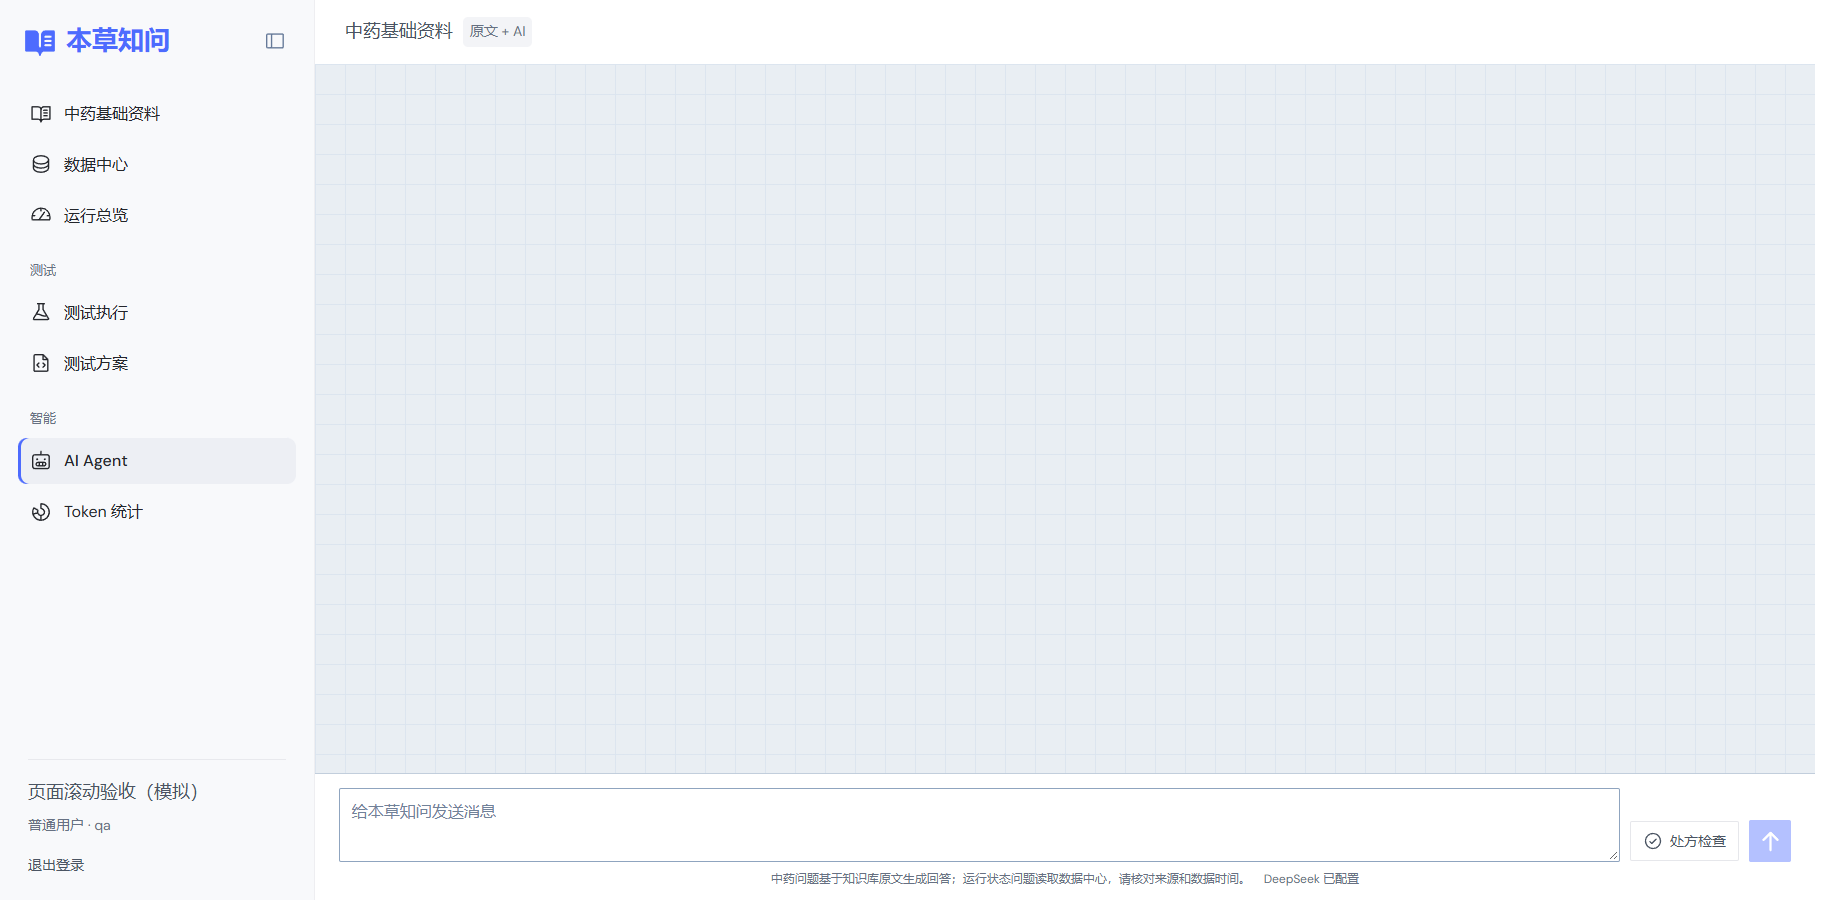 本草知问
中药基础资料
数据中心
运行总览
测试
测试执行
测试方案
智能
AI Agent
Token 统计
页面滚动验收（模拟）
普通用户 · qa
退出登录
中药基础资料
原文 + AI
给本草知问发送消息
处方检查
中药问题基于知识库原文生成回答；运行状态问题读取数据中心，请核对来源和数据时间。 DeepSeek 已配置